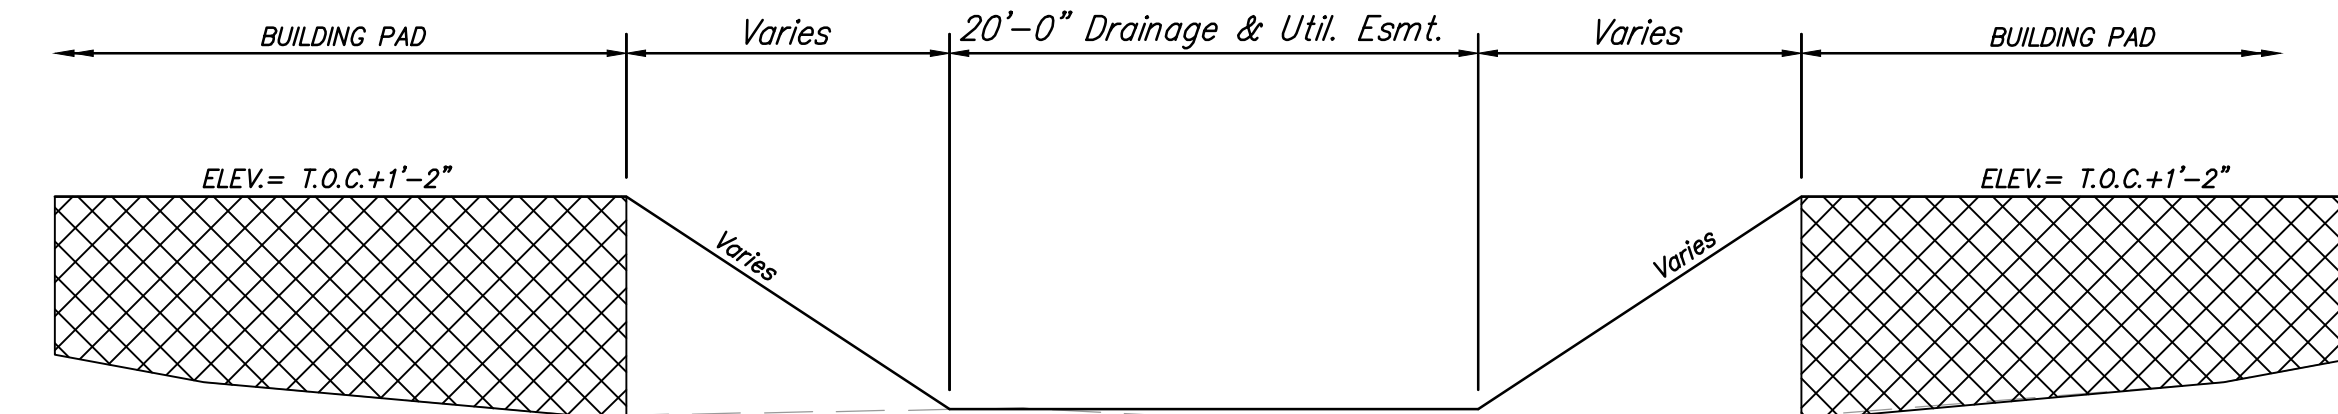 BUILDING PAD
Varies
20'-0" Drainage & Util. Esmt.
Varies
BUILDING PAD
ELEV.= T.O.C.+1'-2"
ELEV.= T.O.C.+1'-2"
Varies
Varies